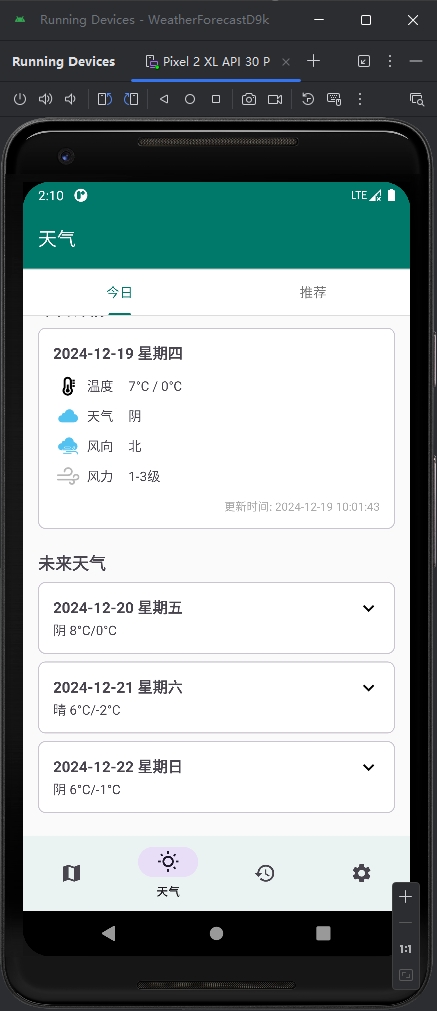 Running Devices - WeatherForecastD9k
Running Devices
Pixel 2 XL API 30 P
2:10
LTE
天气
今日
推荐
2024-12-19 星期四
温度 7°C / 0°C
天气 阴
风向 北
风力 1-3级
更新时间: 2024-12-19 10:01:43
未来天气
2024-12-20 星期五
阴 8°C/0°C
2024-12-21 星期六
晴 6°C/-2°C
2024-12-22 星期日
阴 6°C/-1°C
天气
1:1